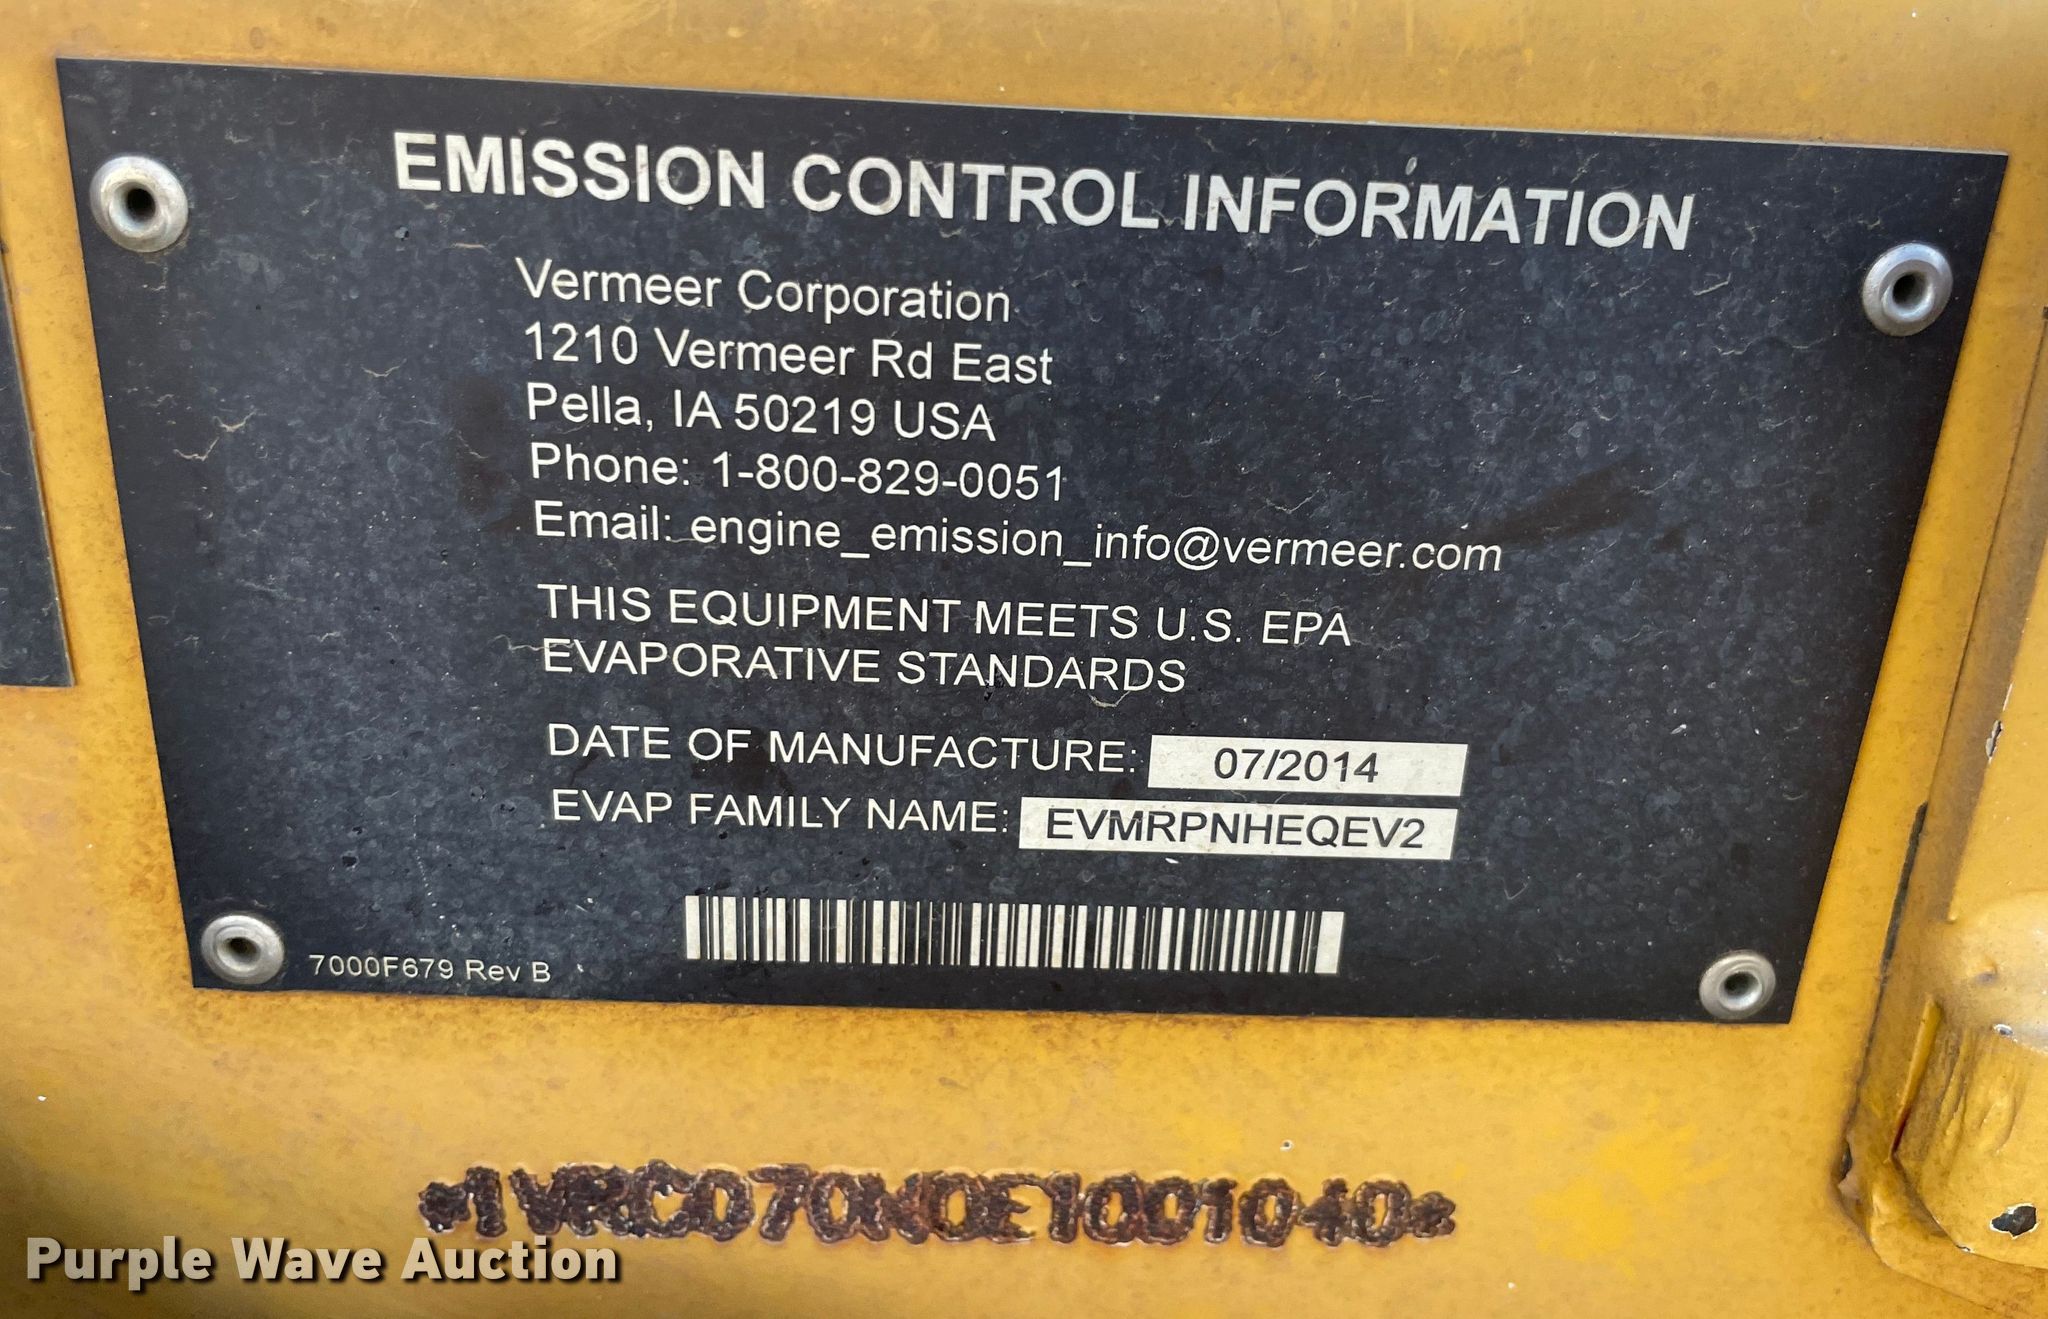 EMISSION CONTROL INFORMATION
Vermeer Corporation
1210 Vermeer Rd East
Pella, IA 50219 USA
Phone: 1-800-829-0051
Email: engine_emission_info@vermeer.com
THIS EQUIPMENT MEETS U.S. EPA
EVAPORATIVE STANDARDS
DATE OF MANUFACTURE: 07/2014
EVAP FAMILY NAME: EVMRPNHEQEV2
7000F679 Rev B
*1VRC070N0E1001040*
Purple Wave Auction